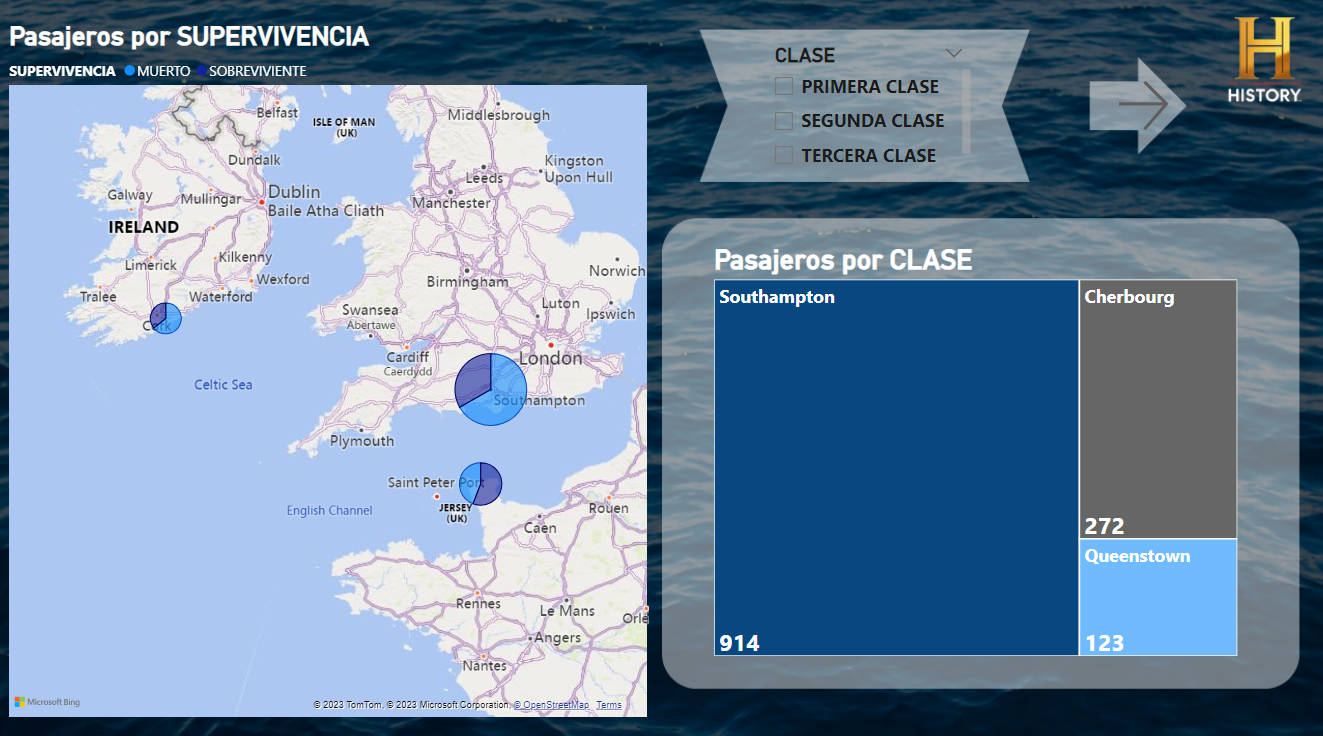 Pasajeros por SUPERVIVENCIA
SUPERVIVENCIA MUERTO SOBREVIVIENTE
Belfast
ISLE OF MAN
(UK)
Middlesbrough
Dundalk
Kingston
Upon Hull
Leeds
Galway
Mullingar
Dublin
Baile Atha Cliath
Manchester
IRELAND
Limerick
Kilkenny
Norwich
Wexford
Birmingham
Tralee
Waterford
Swansea
Abertawe
Luton
Ipswich
Cork
Cardiff
Caerdydd
London
Celtic Sea
Southampton
Plymouth
Saint Peter Port
JERSEY
(UK)
English Channel
Rouen
Caen
Rennes
Le Mans
Orle
Angers
Nantes
Microsoft Bing
© 2023 TomTom, © 2023 Microsoft Corporation, © OpenStreetMap Terms
CLASE
PRIMERA CLASE
SEGUNDA CLASE
TERCERA CLASE
H
HISTORY
Pasajeros por CLASE
Southampton
914
Cherbourg
272
Queenstown
123